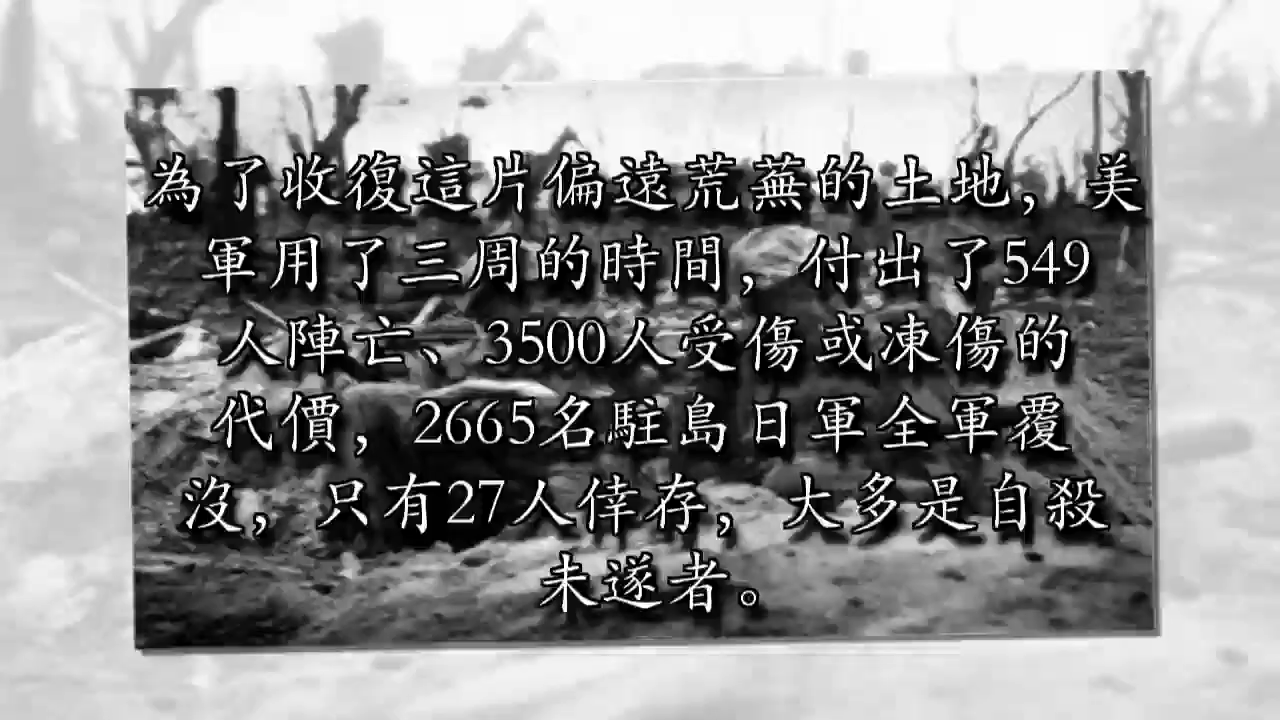 為了收復這片偏遠荒蕪的土地，美
軍用了三周的時間，付出了549
人陣亡、3500人受傷或凍傷的
代價，2665名駐島日軍全軍覆
沒，只有27人倖存，大多是自殺
未遂者。